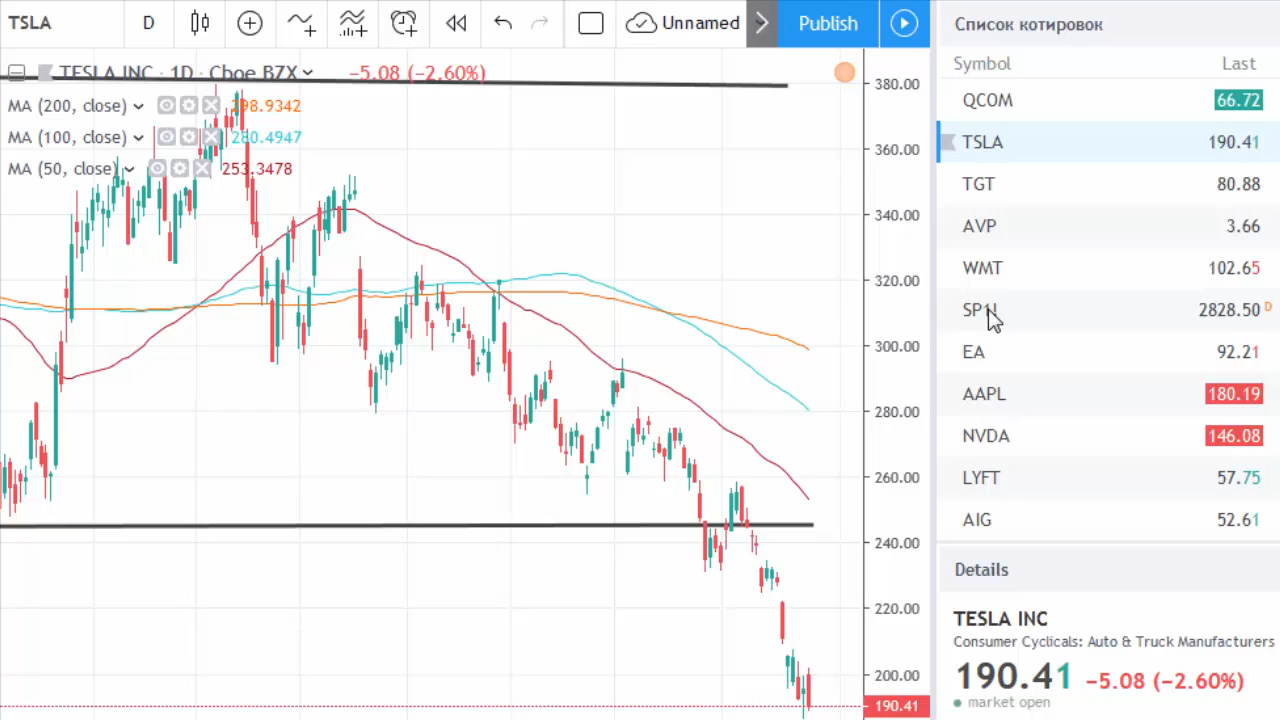 TSLA D Unnamed Publish
TESLA INC · 1D · Cboe BZX −5.08 (−2.60%)
MA (200, close) 298.9342
MA (100, close) 280.4947
MA (50, close) 253.3478
380.00
360.00
340.00
320.00
300.00
280.00
260.00
240.00
220.00
200.00
190.41
Список котировок
Symbol Last
QCOM 66.72
TSLA 190.41
TGT 80.88
AVP 3.66
WMT 102.65
SP1! 2828.50 D
EA 92.21
AAPL 180.19
NVDA 146.08
LYFT 57.75
AIG 52.61
Details
TESLA INC
Consumer Cyclicals: Auto & Truck Manufacturers
190.41 −5.08 (−2.60%)
market open